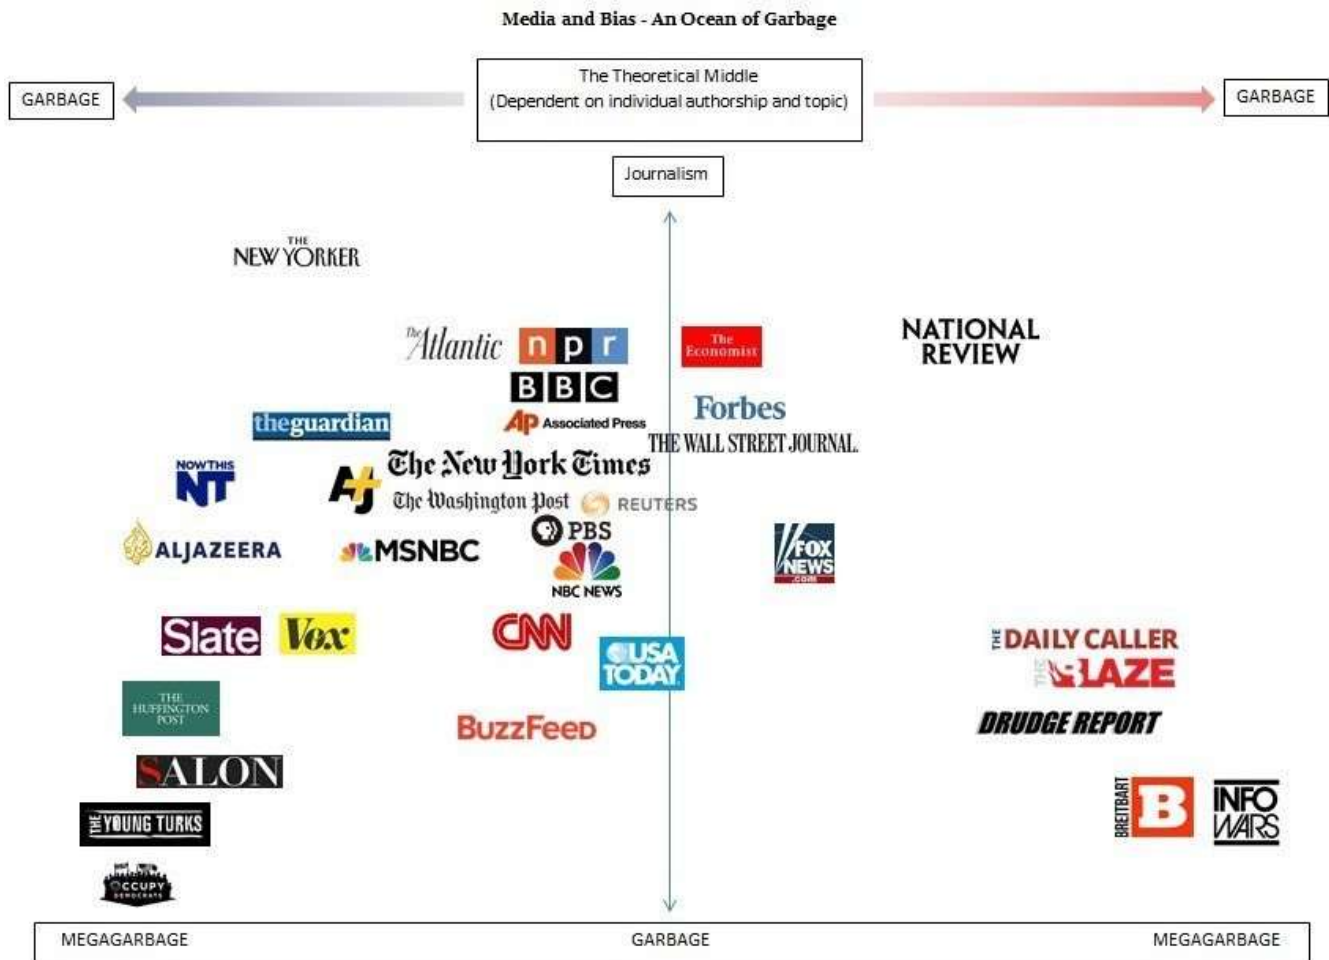 Media and Bias - An Ocean of Garbage
The Theoretical Middle
(Dependent on individual authorship and topic)
GARBAGE
GARBAGE
Journalism
THE
NEW YORKER
The Atlantic
npr
The
Economist
NATIONAL
REVIEW
BBC
Forbes
theguardian
AP Associated Press
THE WALL STREET JOURNAL.
NOWTHIS
NT
AJ+
The New York Times
The Washington Post
REUTERS
ALJAZEERA
MSNBC
PBS
NBC NEWS
FOX
NEWS
.com
Slate
Vox
CNN
USA
TODAY
THE DAILY CALLER
THE BLAZE
THE
HUFFINGTON
POST
BuzzFeed
DRUDGE REPORT
SALON
BREITBART
B
INFO
WARS
THE YOUNG TURKS
OCCUPY
DEMOCRATS
MEGAGARBAGE
GARBAGE
MEGAGARBAGE